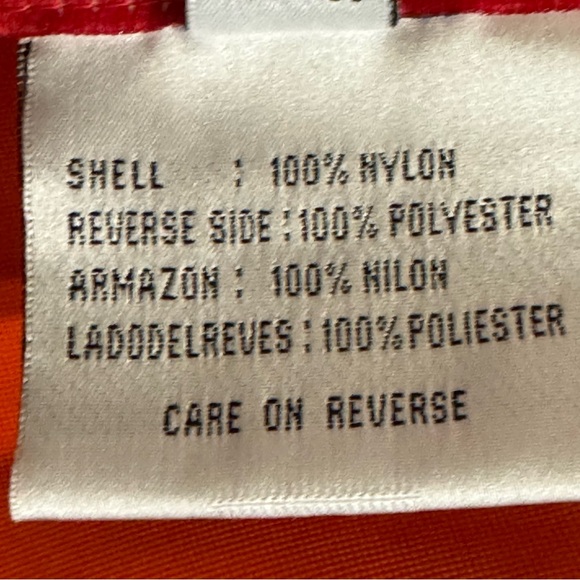 SHELL : 100% NYLON
REVERSE SIDE : 100% POLYESTER
ARMAZON : 100% NILON
LADODELREVES : 100% POLIESTER
CARE ON REVERSE